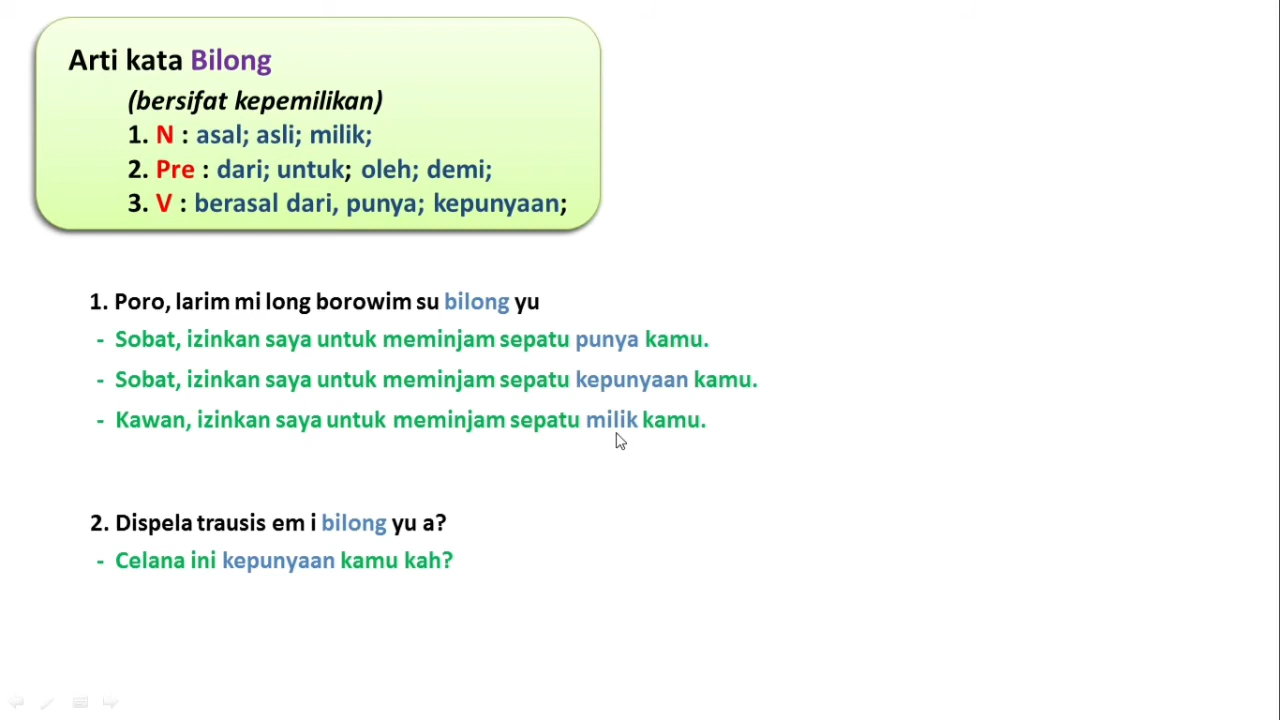 Arti kata Bilong
(bersifat kepemilikan)
1. N : asal; asli; milik;
2. Pre : dari; untuk; oleh; demi;
3. V : berasal dari, punya; kepunyaan;
1. Poro, larim mi long borowim su bilong yu
- Sobat, izinkan saya untuk meminjam sepatu punya kamu.
- Sobat, izinkan saya untuk meminjam sepatu kepunyaan kamu.
- Kawan, izinkan saya untuk meminjam sepatu milik kamu.
2. Dispela trausis em i bilong yu a?
- Celana ini kepunyaan kamu kah?